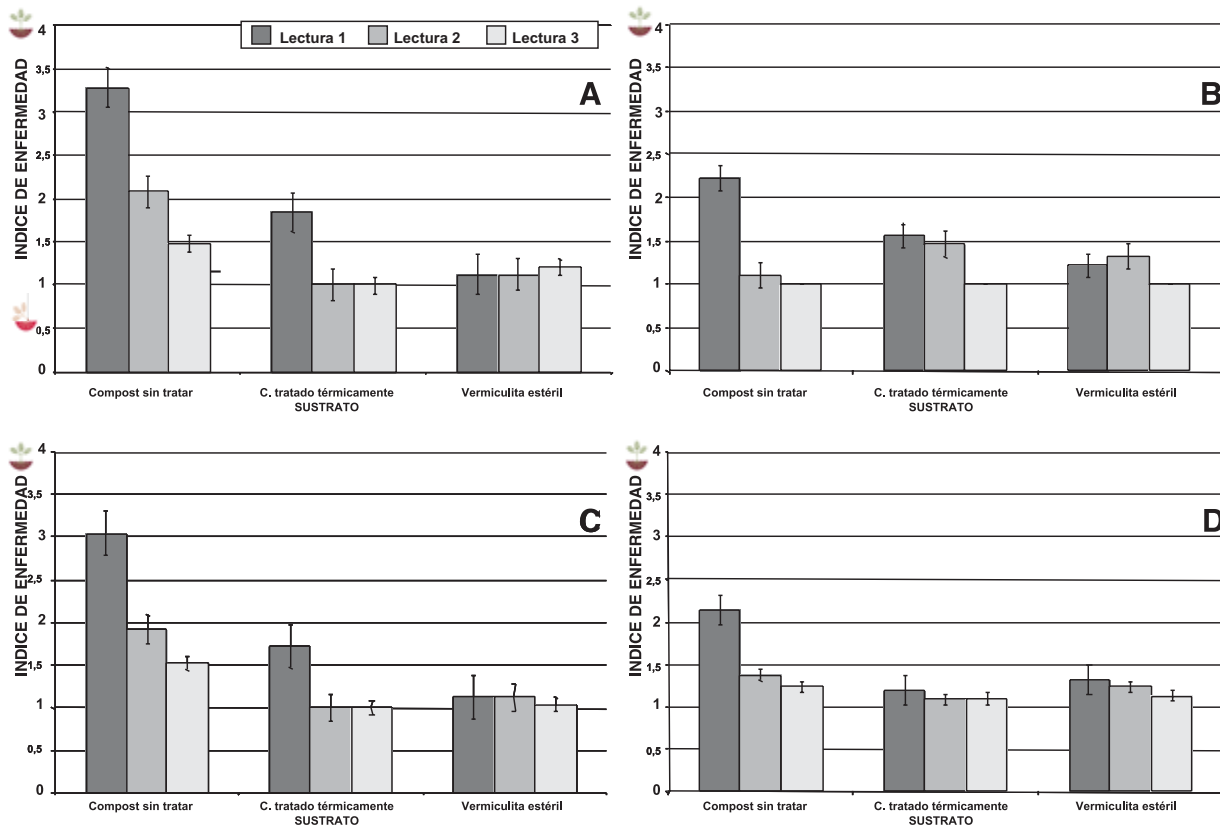 Lectura 1 Lectura 2 Lectura 3
INDICE DE ENFERMEDAD
4
3,5
3
2,5
2
1,5
1
0,5
0
A
Compost sin tratar C. tratado térmicamente Vermiculita estéril
SUSTRATO
INDICE DE ENFERMEDAD
4
3,5
3
2,5
2
1,5
1
0,5
0
B
Compost sin tratar C. tratado térmicamente Vermiculita estéril
SUSTRATO
INDICE DE ENFERMEDAD
4
3,5
3
2,5
2
1,5
1
0,5
0
C
Compost sin tratar C. tratado térmicamente Vermiculita estéril
SUSTRATO
INDICE DE ENFERMEDAD
4
3,5
3
2,5
2
1,5
1
0,5
0
D
Compost sin tratar C. tratado térmicamente Vermiculita estéril
SUSTRATO